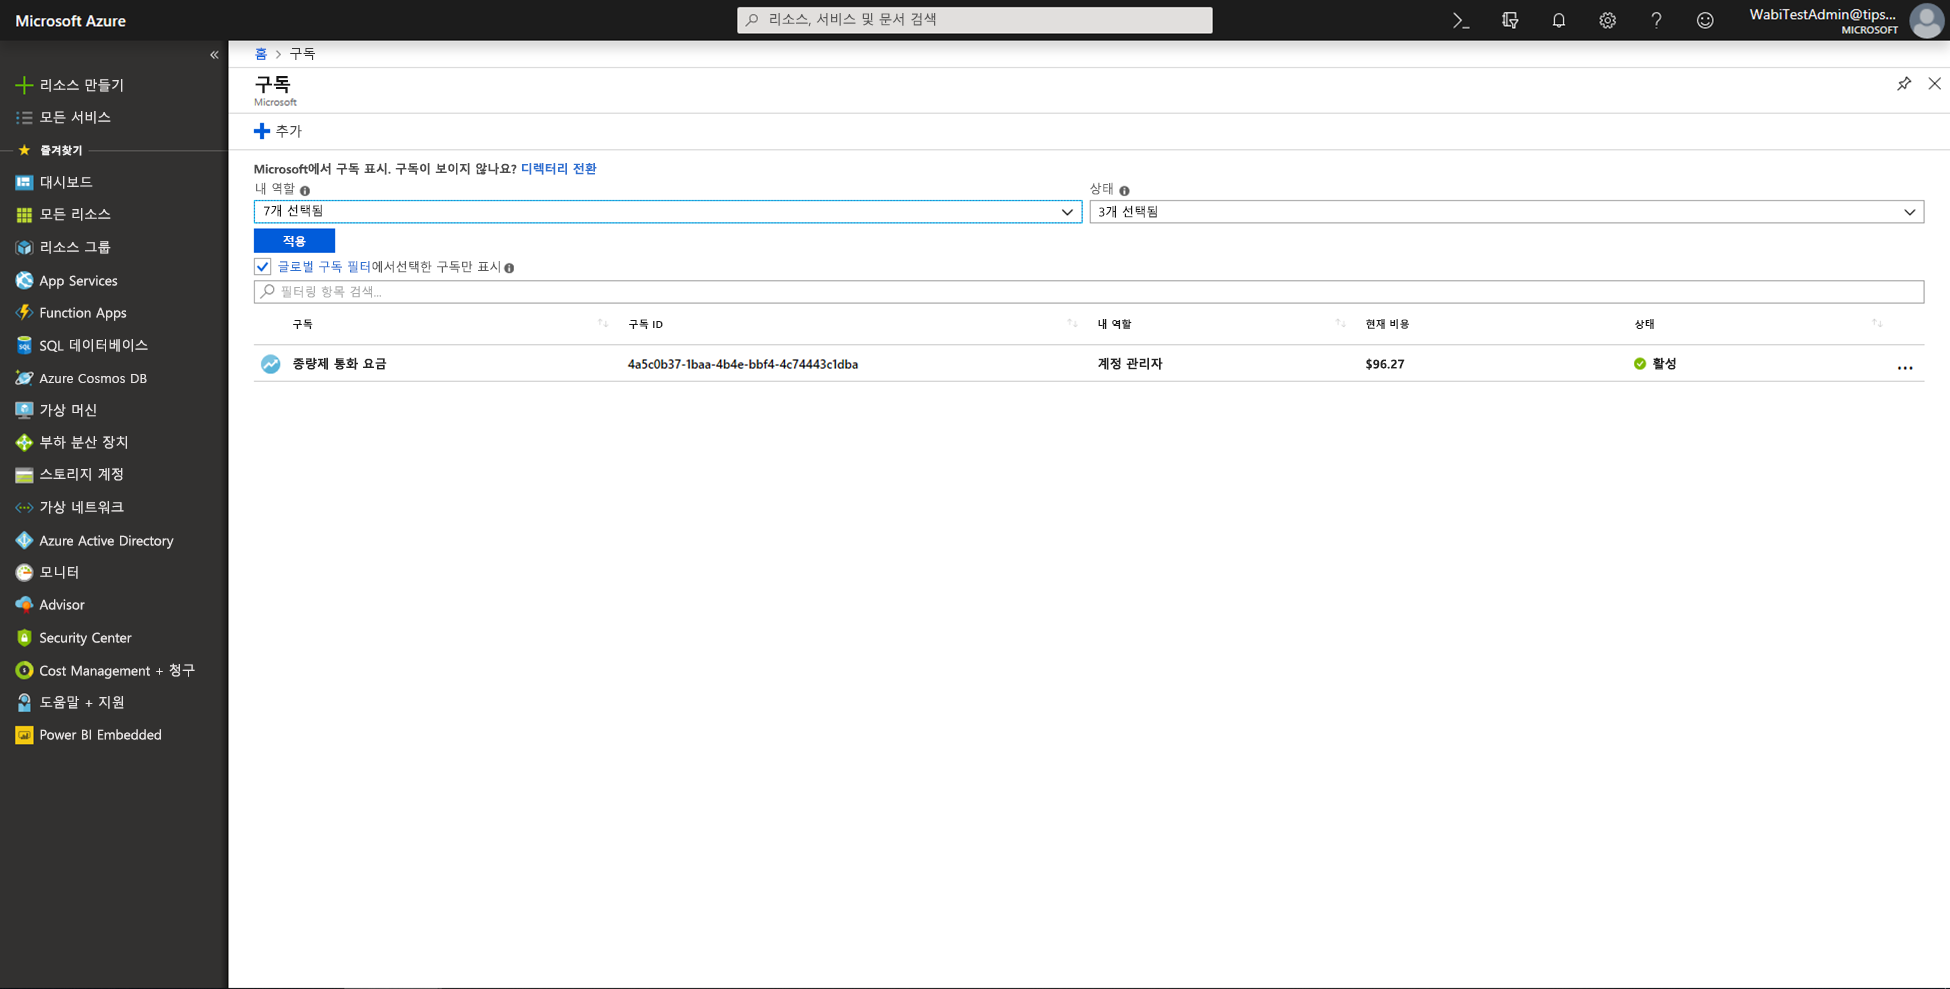 Microsoft Azure
리소스, 서비스 및 문서 검색
WabiTestAdmin@tips...
MICROSOFT
리소스 만들기
모든 서비스
즐겨찾기
대시보드
모든 리소스
리소스 그룹
App Services
Function Apps
SQL 데이터베이스
Azure Cosmos DB
가상 머신
부하 분산 장치
스토리지 계정
가상 네트워크
Azure Active Directory
모니터
Advisor
Security Center
Cost Management + 청구
도움말 + 지원
Power BI Embedded
홈 > 구독
구독
Microsoft
추가
Microsoft에서 구독 표시. 구독이 보이지 않나요? 디렉터리 전환
내 역할 상태
7개 선택됨 3개 선택됨
적용
글로벌 구독 필터에서선택한 구독만 표시
필터링 항목 검색...
구독 구독 ID 내 역할 현재 비용 상태
종량제 통화 요금 4a5c0b37-1baa-4b4e-bbf4-4c74443c1dba 계정 관리자 $96.27 활성 ...